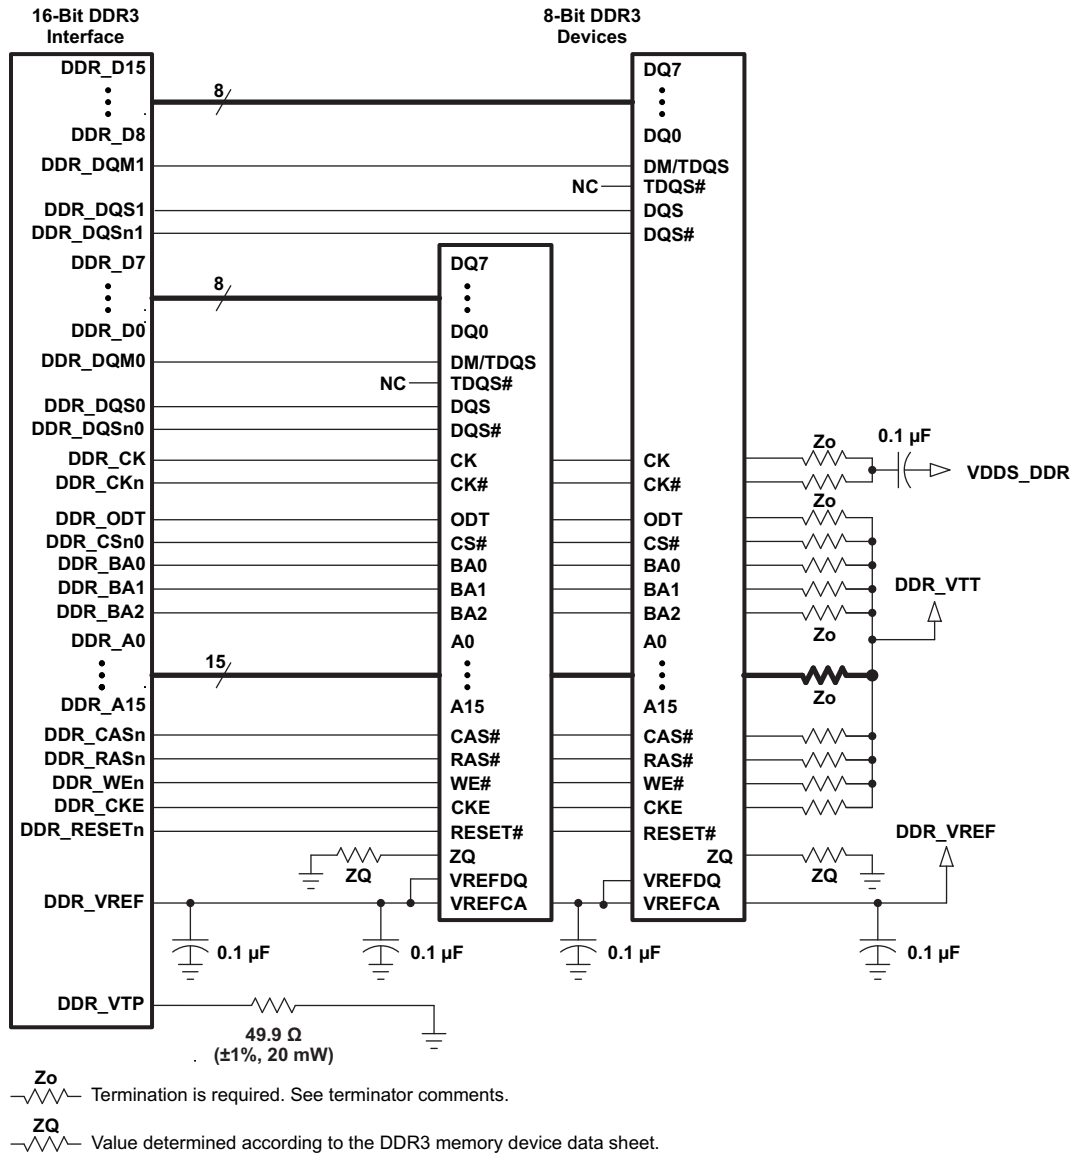 16-Bit DDR3
Interface
8-Bit DDR3
Devices
DDR_D15
8
DQ7
DDR_D8
DQ0
DDR_DQM1
DM/TDQS
NC
TDQS#
DDR_DQS1
DQS
DDR_DQSn1
DQS#
DDR_D7
8
DQ7
DDR_D0
DQ0
DDR_DQM0
DM/TDQS
NC
TDQS#
DDR_DQS0
DQS
DDR_DQSn0
DQS#
Zo
0.1 µF
DDR_CK
CK
CK
VDDS_DDR
DDR_CKn
CK#
CK#
Zo
DDR_ODT
ODT
ODT
DDR_CSn0
CS#
CS#
DDR_BA0
BA0
BA0
DDR_BA1
BA1
BA1
DDR_VTT
DDR_BA2
BA2
BA2
Zo
DDR_A0
A0
A0
15
Zo
DDR_A15
A15
A15
DDR_CASn
CAS#
CAS#
DDR_RASn
RAS#
RAS#
DDR_WEn
WE#
WE#
DDR_CKE
CKE
CKE
DDR_RESETn
RESET#
RESET#
DDR_VREF
ZQ
ZQ
ZQ
ZQ
VREFDQ
VREFDQ
DDR_VREF
VREFCA
VREFCA
0.1 µF
0.1 µF
0.1 µF
0.1 µF
DDR_VTP
49.9 Ω
(±1%, 20 mW)
Zo
Termination is required. See terminator comments.
ZQ
Value determined according to the DDR3 memory device data sheet.